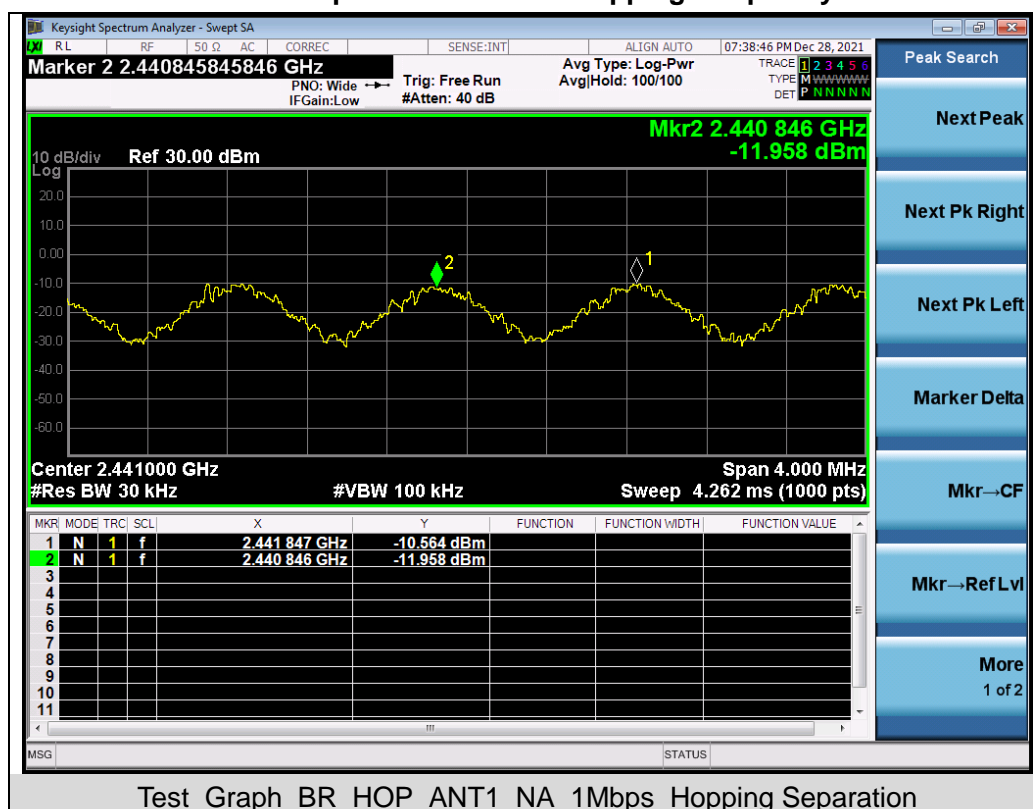 Keysight Spectrum Analyzer - Swept SA
LXI RL RF 50 Ω AC CORREC SENSE:INT ALIGN AUTO 07:38:46 PM Dec 28, 2021
Marker 2 2.440845845846 GHz
PNO: Wide
IFGain:Low
Trig: Free Run
#Atten: 40 dB
Avg Type: Log-Pwr
Avg|Hold: 100/100
TRACE 1 2 3 4 5 6
TYPE M WWWWW
DET P N N N N N
Mkr2 2.440 846 GHz
-11.958 dBm
10 dB/div Ref 30.00 dBm
Log
20.0
10.0
0.00
-10.0
-20.0
-30.0
-40.0
-50.0
-60.0
2
1
Center 2.441000 GHz Span 4.000 MHz
#Res BW 30 kHz #VBW 100 kHz Sweep 4.262 ms (1000 pts)
MKR MODE TRC SCL X Y FUNCTION FUNCTION WIDTH FUNCTION VALUE
1 N 1 f 2.441 847 GHz -10.564 dBm
2 N 1 f 2.440 846 GHz -11.958 dBm
3
4
5
6
7
8
9
10
11
MSG STATUS
Peak Search
Next Peak
Next Pk Right
Next Pk Left
Marker Delta
Mkr→CF
Mkr→Ref Lvl
More
1 of 2
Test_Graph_BR_HOP_ANT1_NA_1Mbps_Hopping Separation